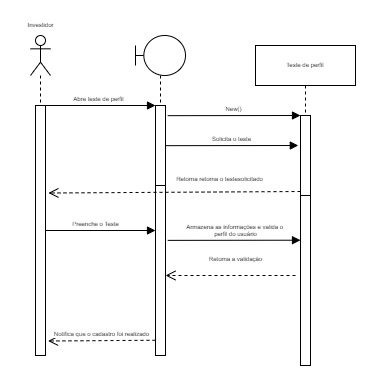 Investidor
Teste de perfil
Abre teste de perfil
New()
Solicita o teste
Retorna retorna o testesolicitado
Preenche o Teste
Armazena as informações e valida o
perfil do usuário
Retorna a validação
Notifica que o cadastro foi realizado